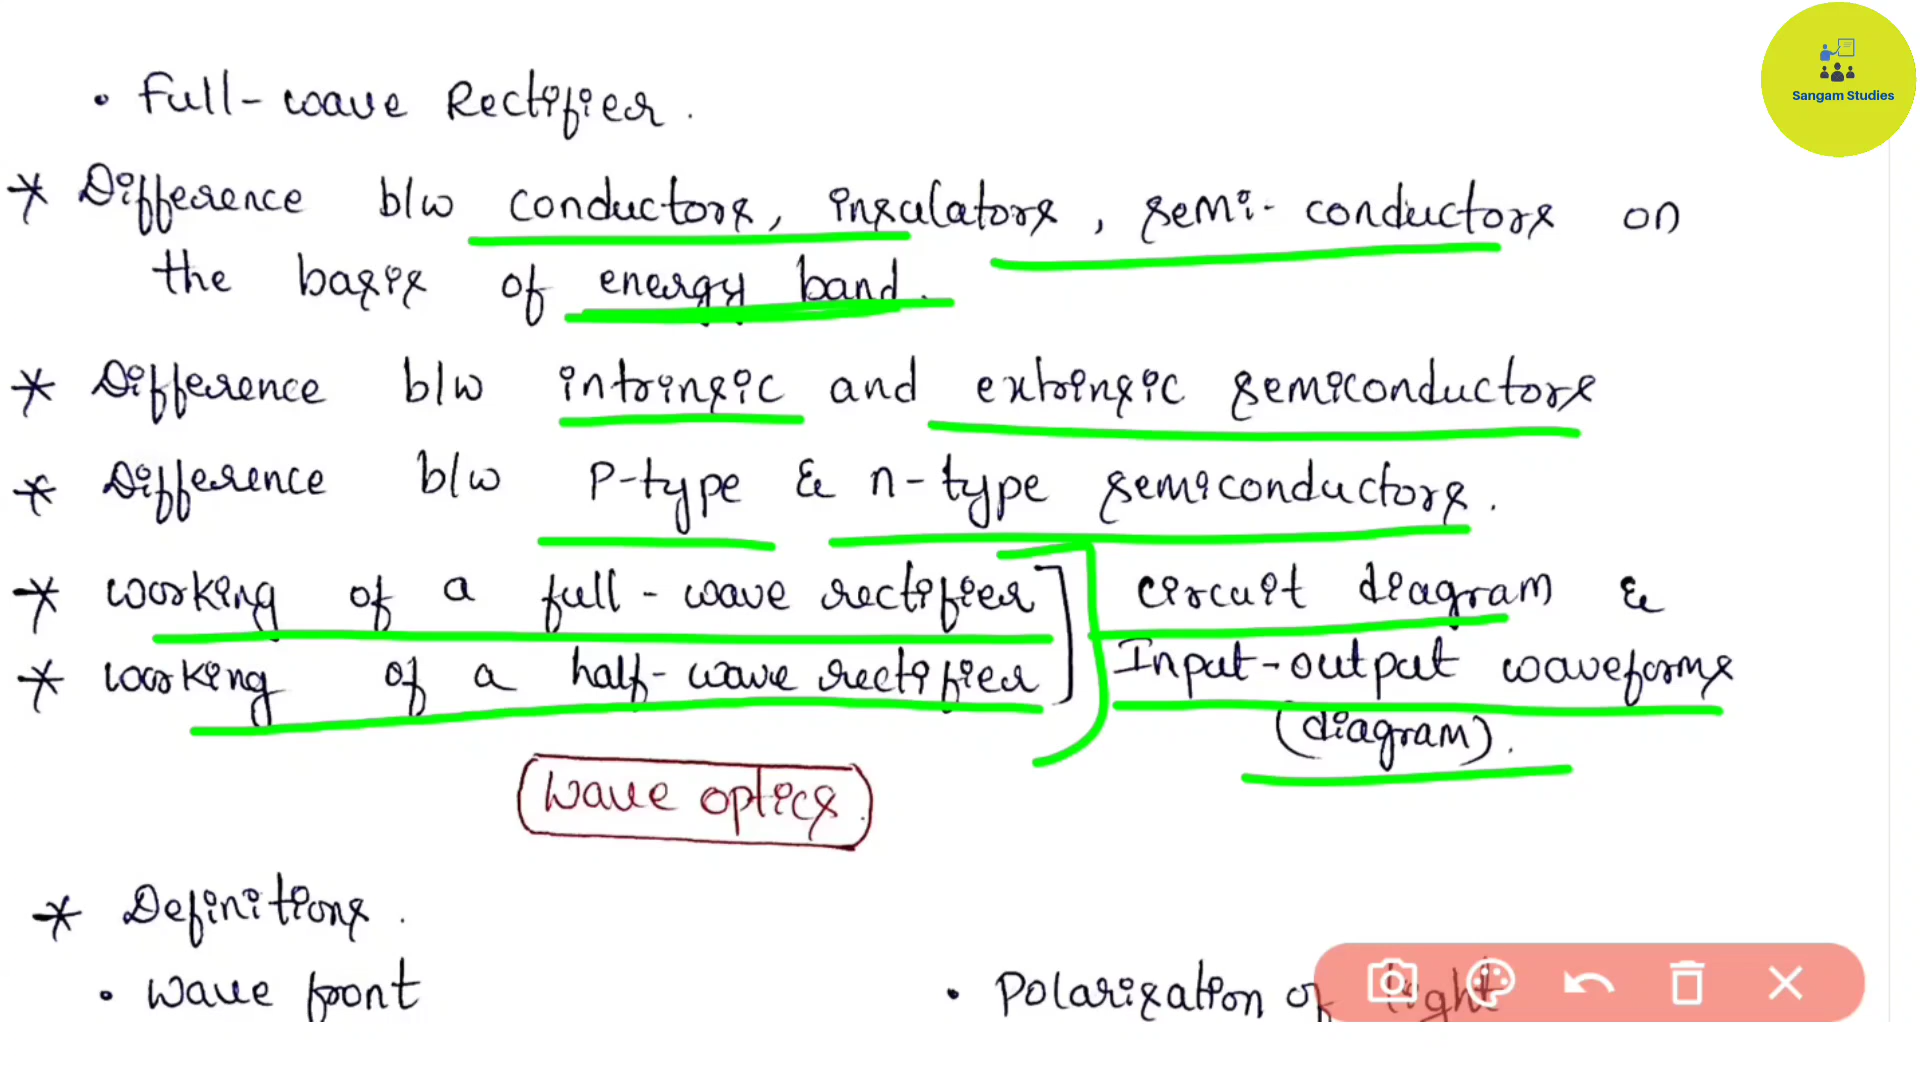 Sangam Studies
• Full-wave Rectifier.
* Difference b/w conductors, insulators, semi-conductors on
the basis of energy band.
* Difference b/w intrinsic and extrinsic semiconductors
* Difference b/w P-type & n-type semiconductors.
* working of a full-wave rectifier] circuit diagram &
* working of a half-wave rectifier] Input-output waveforms
(diagram).
Wave optics.
* Definitions.
• wave front • Polarization of light